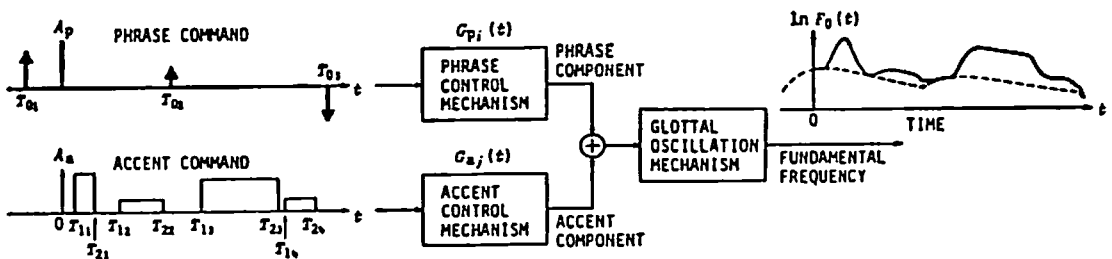 Ap
PHRASE COMMAND
T01
T02
T03
t
Gpi (t)
PHRASE
CONTROL
MECHANISM
PHRASE
COMPONENT
Aa
ACCENT COMMAND
0
T11
T21
T12
T22
T13
T23
T14
T24
t
Gaj (t)
ACCENT
CONTROL
MECHANISM
ACCENT
COMPONENT
+
GLOTTAL
OSCILLATION
MECHANISM
FUNDAMENTAL
FREQUENCY
ln F0 (t)
0
TIME
t